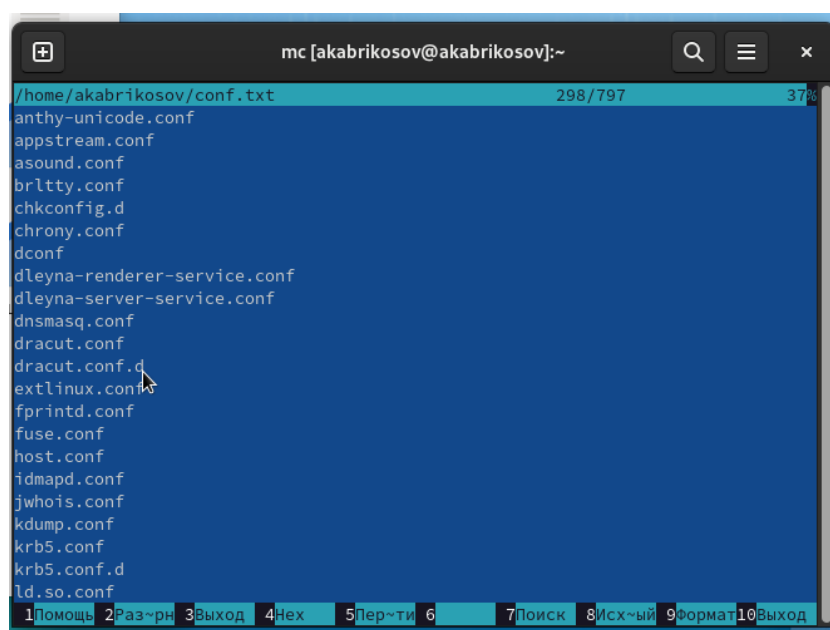 mc [akabrikosov@akabrikosov]:~
/home/akabrikosov/conf.txt 298/797 37%
anthy-unicode.conf
appstream.conf
asound.conf
brltty.conf
chkconfig.d
chrony.conf
dconf
dleyna-renderer-service.conf
dleyna-server-service.conf
dnsmasq.conf
dracut.conf
dracut.conf.d
extlinux.conf
fprintd.conf
fuse.conf
host.conf
idmapd.conf
jwhois.conf
kdump.conf
krb5.conf
krb5.conf.d
ld.so.conf
1Помощь 2Раз~рн 3Выход 4Hex 5Пер~ти 6 7Поиск 8Исх~ый 9Формат 10Выход